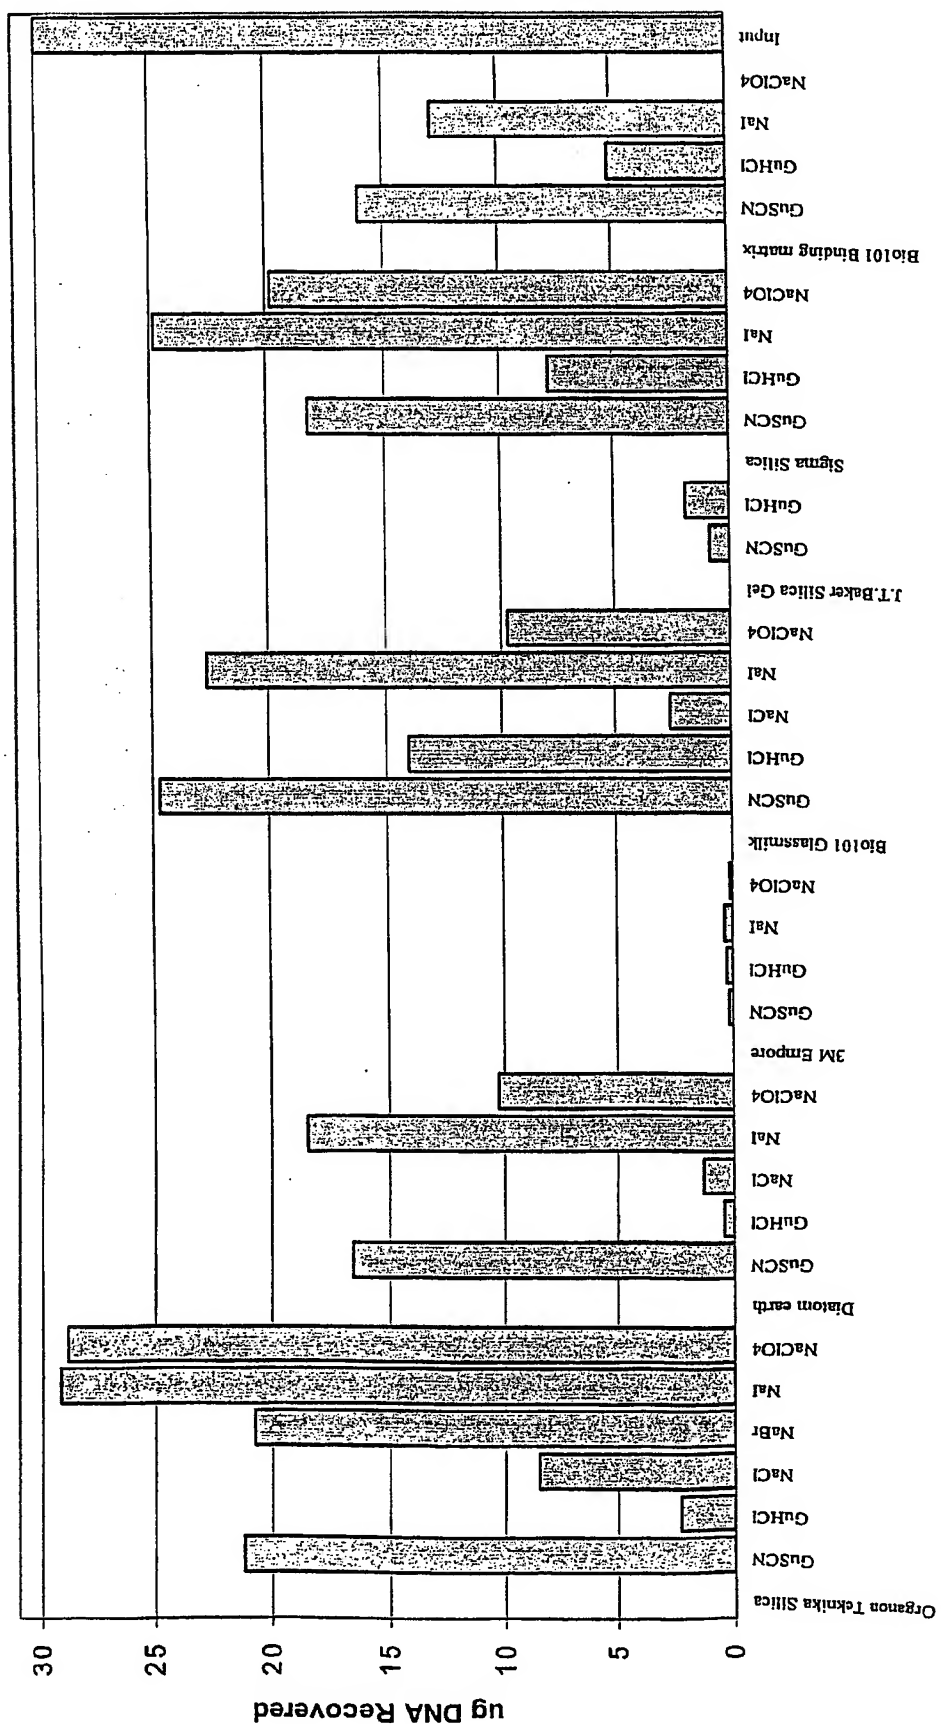 ug DNA Recovered
30
25
20
15
10
5
0
Organon Teknika Silica
GuSCN
GuHCl
NaCl
NaBr
NaI
NaClO4
Diatom earth
GuSCN
GuHCl
NaCl
NaI
NaClO4
3M Empore
GuSCN
GuHCl
NaI
NaClO4
Bio101 Glassmilk
GuSCN
GuHCl
NaCl
NaI
NaClO4
J.T.Baker Silica Gel
GuSCN
GuHCl
Sigma Silica
GuSCN
GuHCl
NaI
NaClO4
Bio101 Binding matrix
GuSCN
GuHCl
NaI
NaClO4
Input